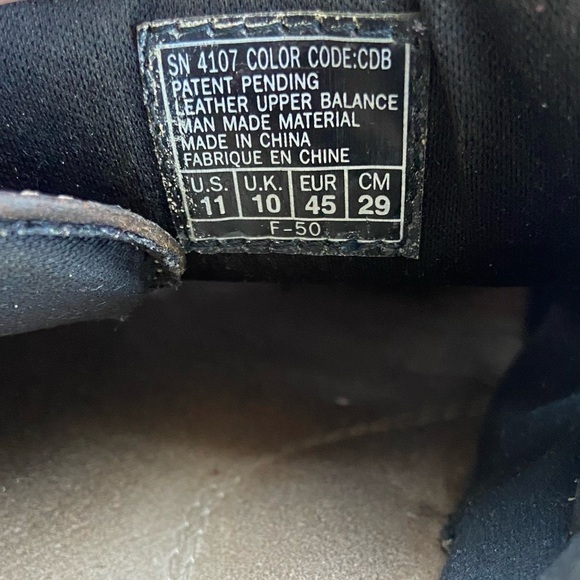 SN 4107 COLOR CODE:CDB
PATENT PENDING
LEATHER UPPER BALANCE
MAN MADE MATERIAL
MADE IN CHINA
FABRIQUE EN CHINE
U.S. U.K. EUR CM
11 10 45 29
F-50